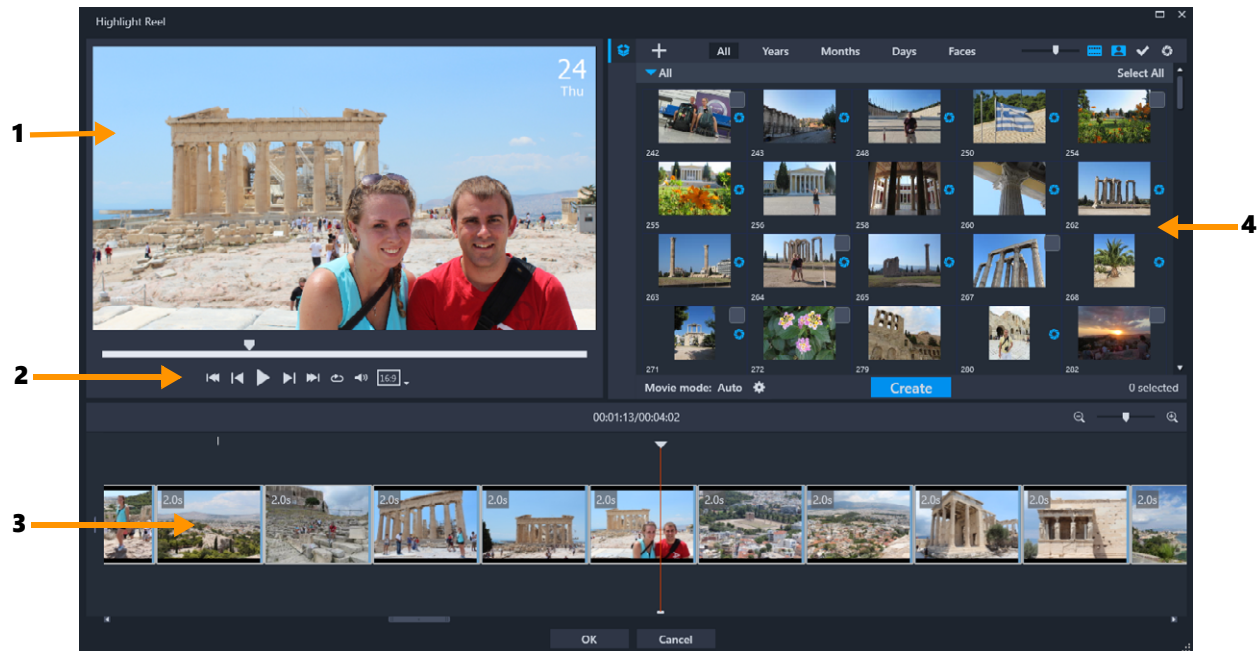 Highlight Reel
24
Thu
All Years Months Days Faces
All Select All
242 243 248 250 254
255 256 258 260 262
263 264 265 267 268
271 272 279 280 282
1
2
3
4
16:9
Movie mode: Auto Create 0 selected
00:01:13/00:04:02
2.0s 2.0s 2.0s 2.0s 2.0s 2.0s 2.0s 2.0s 2.0s 2.0s
OK Cancel